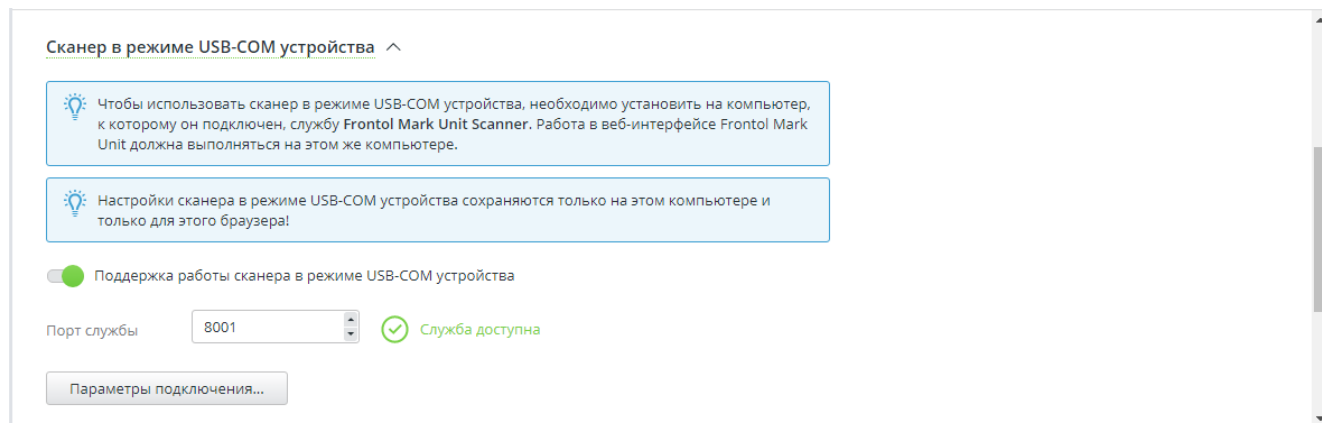 Сканер в режиме USB-COM устройства
Чтобы использовать сканер в режиме USB-COM устройства, необходимо установить на компьютер,
к которому он подключен, службу Frontol Mark Unit Scanner. Работа в веб-интерфейсе Frontol Mark
Unit должна выполняться на этом же компьютере.
Настройки сканера в режиме USB-COM устройства сохраняются только на этом компьютере и
только для этого браузера!
Поддержка работы сканера в режиме USB-COM устройства
Порт службы 8001 Служба доступна
Параметры подключения...